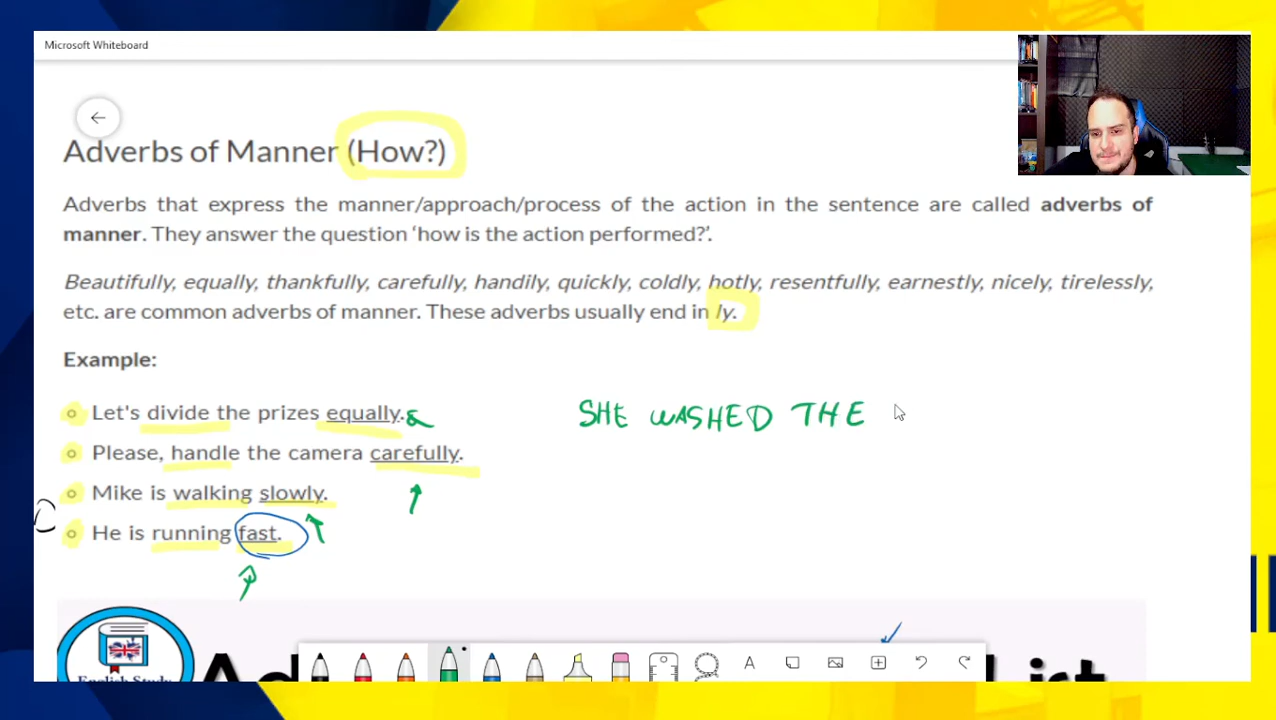 Microsoft Whiteboard
Adverbs of Manner (How?)
Adverbs that express the manner/approach/process of the action in the sentence are called adverbs of
manner. They answer the question ‘how is the action performed?’.
Beautifully, equally, thankfully, carefully, handily, quickly, coldly, hotly, resentfully, earnestly, nicely, tirelessly,
etc. are common adverbs of manner. These adverbs usually end in ly.
Example:
Let's divide the prizes equally.
SHE WASHED THE
Please, handle the camera carefully.
Mike is walking slowly.
He is running fast.
English Study